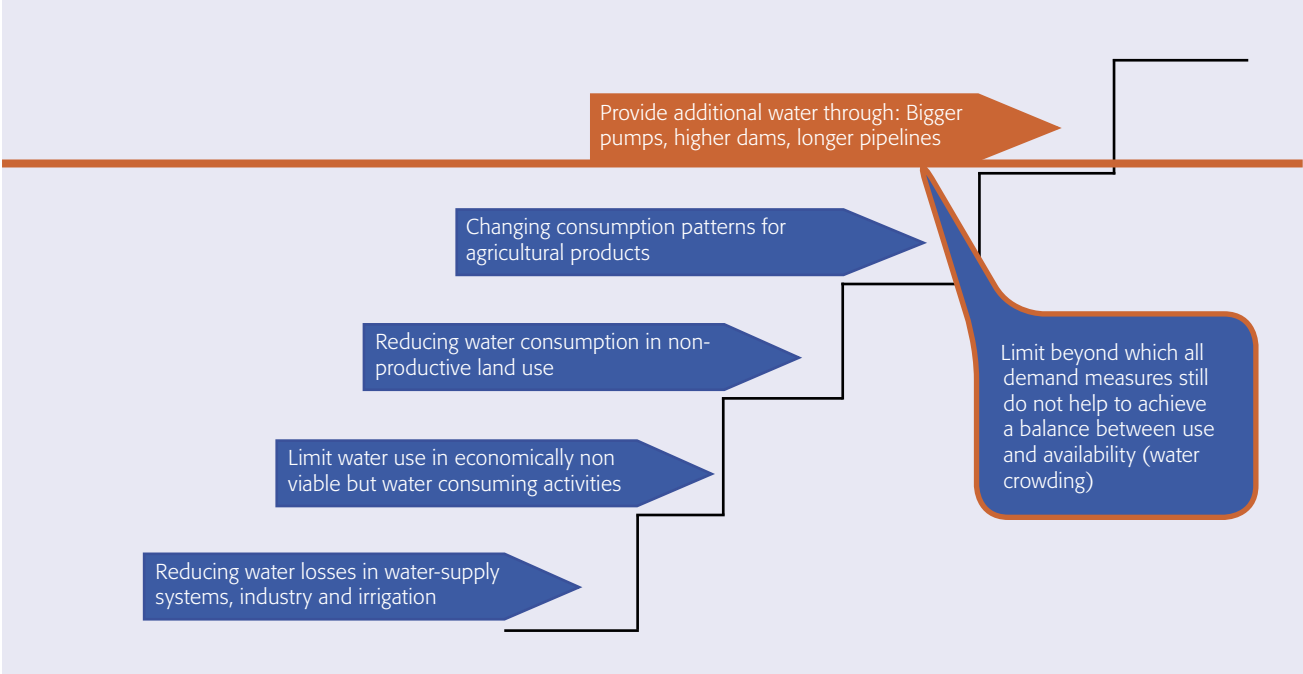 Provide additional water through: Bigger
pumps, higher dams, longer pipelines
Changing consumption patterns for
agricultural products
Reducing water consumption in non-
productive land use
Limit beyond which all
demand measures still
do not help to achieve
a balance between use
and availability (water
crowding)
Limit water use in economically non
viable but water consuming activities
Reducing water losses in water-supply
systems, industry and irrigation